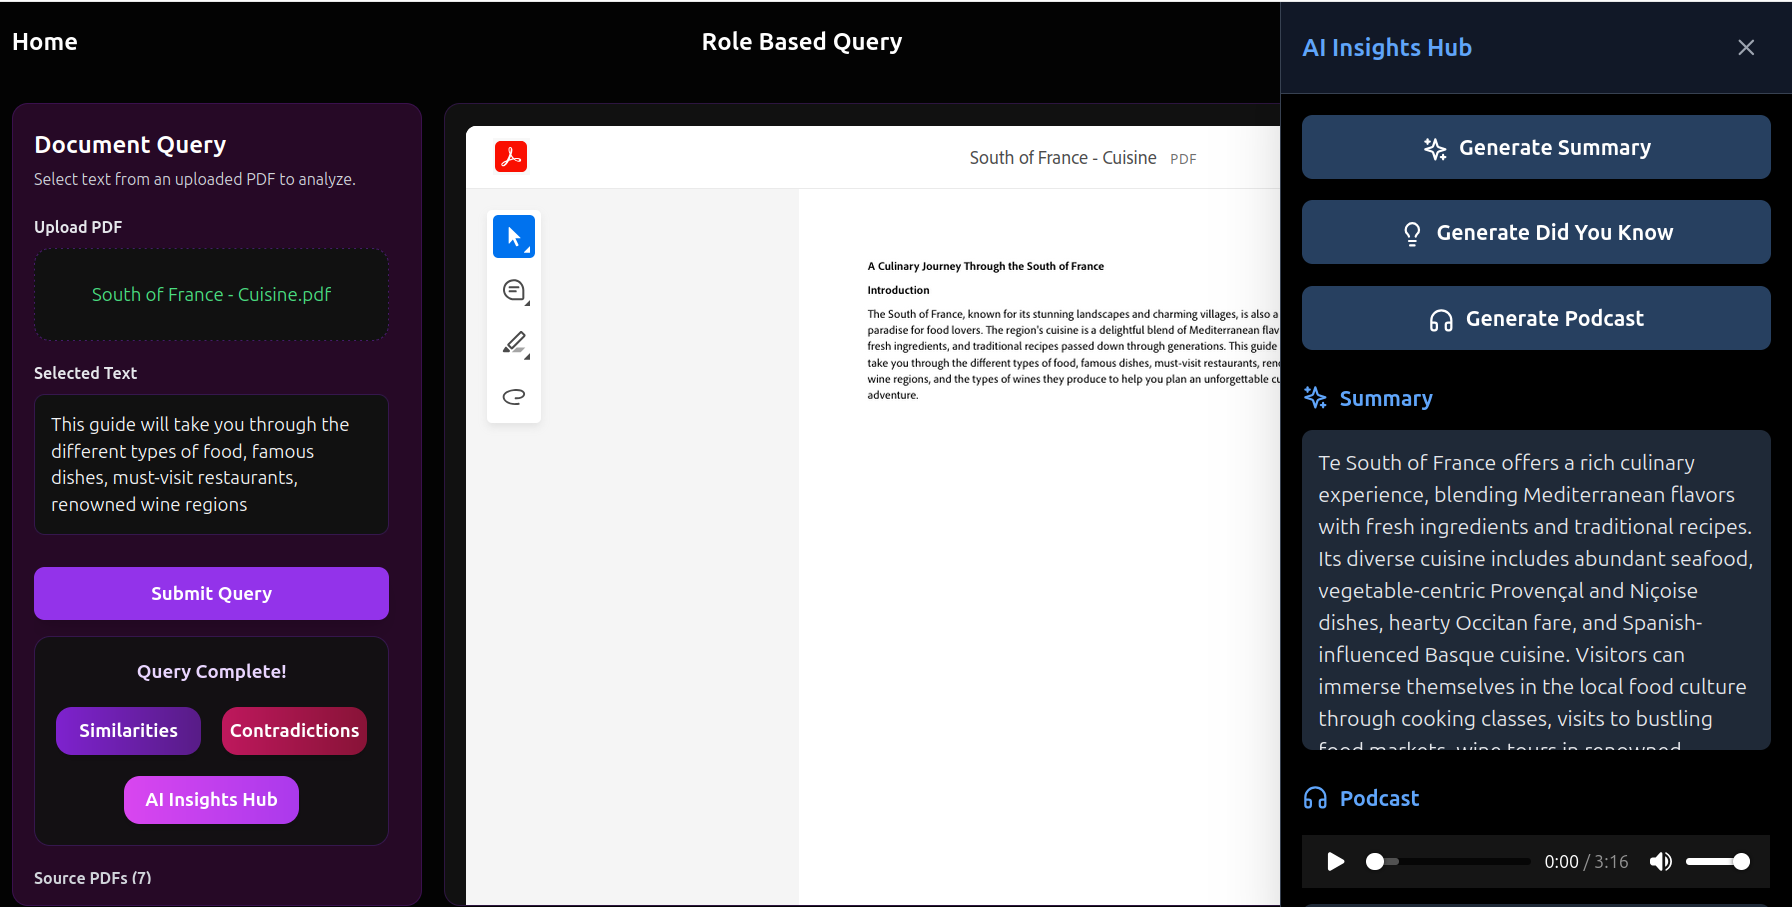 Home
Role Based Query
Document Query
Select text from an uploaded PDF to analyze.
Upload PDF
South of France - Cuisine.pdf
Selected Text
This guide will take you through the
different types of food, famous
dishes, must-visit restaurants,
renowned wine regions
Submit Query
Query Complete!
Similarities
Contradictions
AI Insights Hub
Source PDFs (7)
South of France - Cuisine PDF
A Culinary Journey Through the South of France
Introduction
The South of France, known for its stunning landscapes and charming villages, is also a
paradise for food lovers. The region's cuisine is a delightful blend of Mediterranean flav
fresh ingredients, and traditional recipes passed down through generations. This guide
take you through the different types of food, famous dishes, must-visit restaurants, ren
wine regions, and the types of wines they produce to help you plan an unforgettable cu
adventure.
AI Insights Hub
Generate Summary
Generate Did You Know
Generate Podcast
Summary
Te South of France offers a rich culinary
experience, blending Mediterranean flavors
with fresh ingredients and traditional recipes.
Its diverse cuisine includes abundant seafood,
vegetable-centric Provençal and Niçoise
dishes, hearty Occitan fare, and Spanish-
influenced Basque cuisine. Visitors can
immerse themselves in the local food culture
through cooking classes, visits to bustling
food markets, wine tours in renowned
Podcast
0:00 / 3:16